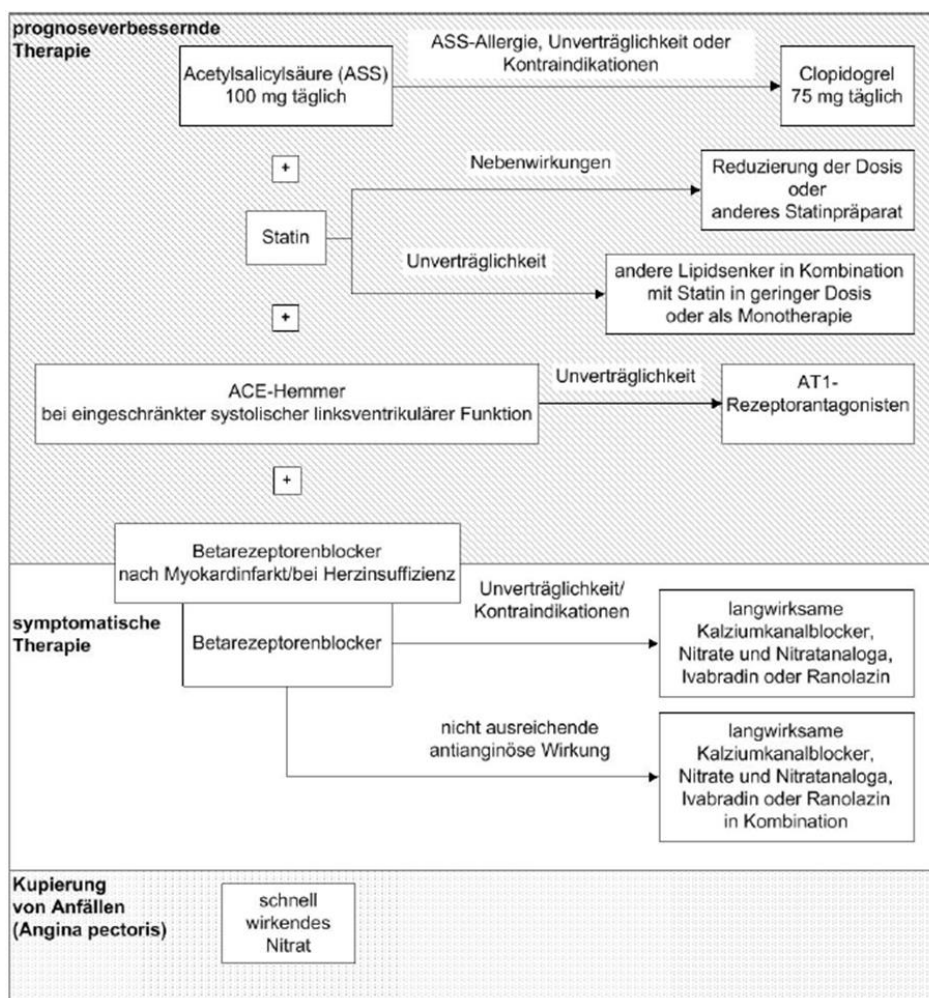 prognoseverbessernde
Therapie
Acetylsalicylsäure (ASS)
100 mg täglich
ASS-Allergie, Unverträglichkeit oder
Kontraindikationen
Clopidogrel
75 mg täglich
+
Statin
Nebenwirkungen
Reduzierung der Dosis
oder
anderes Statinpräparat
Unverträglichkeit
andere Lipidsenker in Kombination
mit Statin in geringer Dosis
oder als Monotherapie
+
ACE-Hemmer
bei eingeschränkter systolischer linksventrikulärer Funktion
Unverträglichkeit
AT1-
Rezeptorantagonisten
+
Betarezeptorenblocker
nach Myokardinfarkt/bei Herzinsuffizienz
symptomatische
Therapie
Betarezeptorenblocker
Unverträglichkeit/
Kontraindikationen
langwirksame
Kalziumkanalblocker,
Nitrate und Nitratanaloga,
Ivabradin oder Ranolazin
nicht ausreichende
antianginöse Wirkung
langwirksame
Kalziumkanalblocker,
Nitrate und Nitratanaloga,
Ivabradin oder Ranolazin
in Kombination
Kupierung
von Anfällen
(Angina pectoris)
schnell
wirkendes
Nitrat